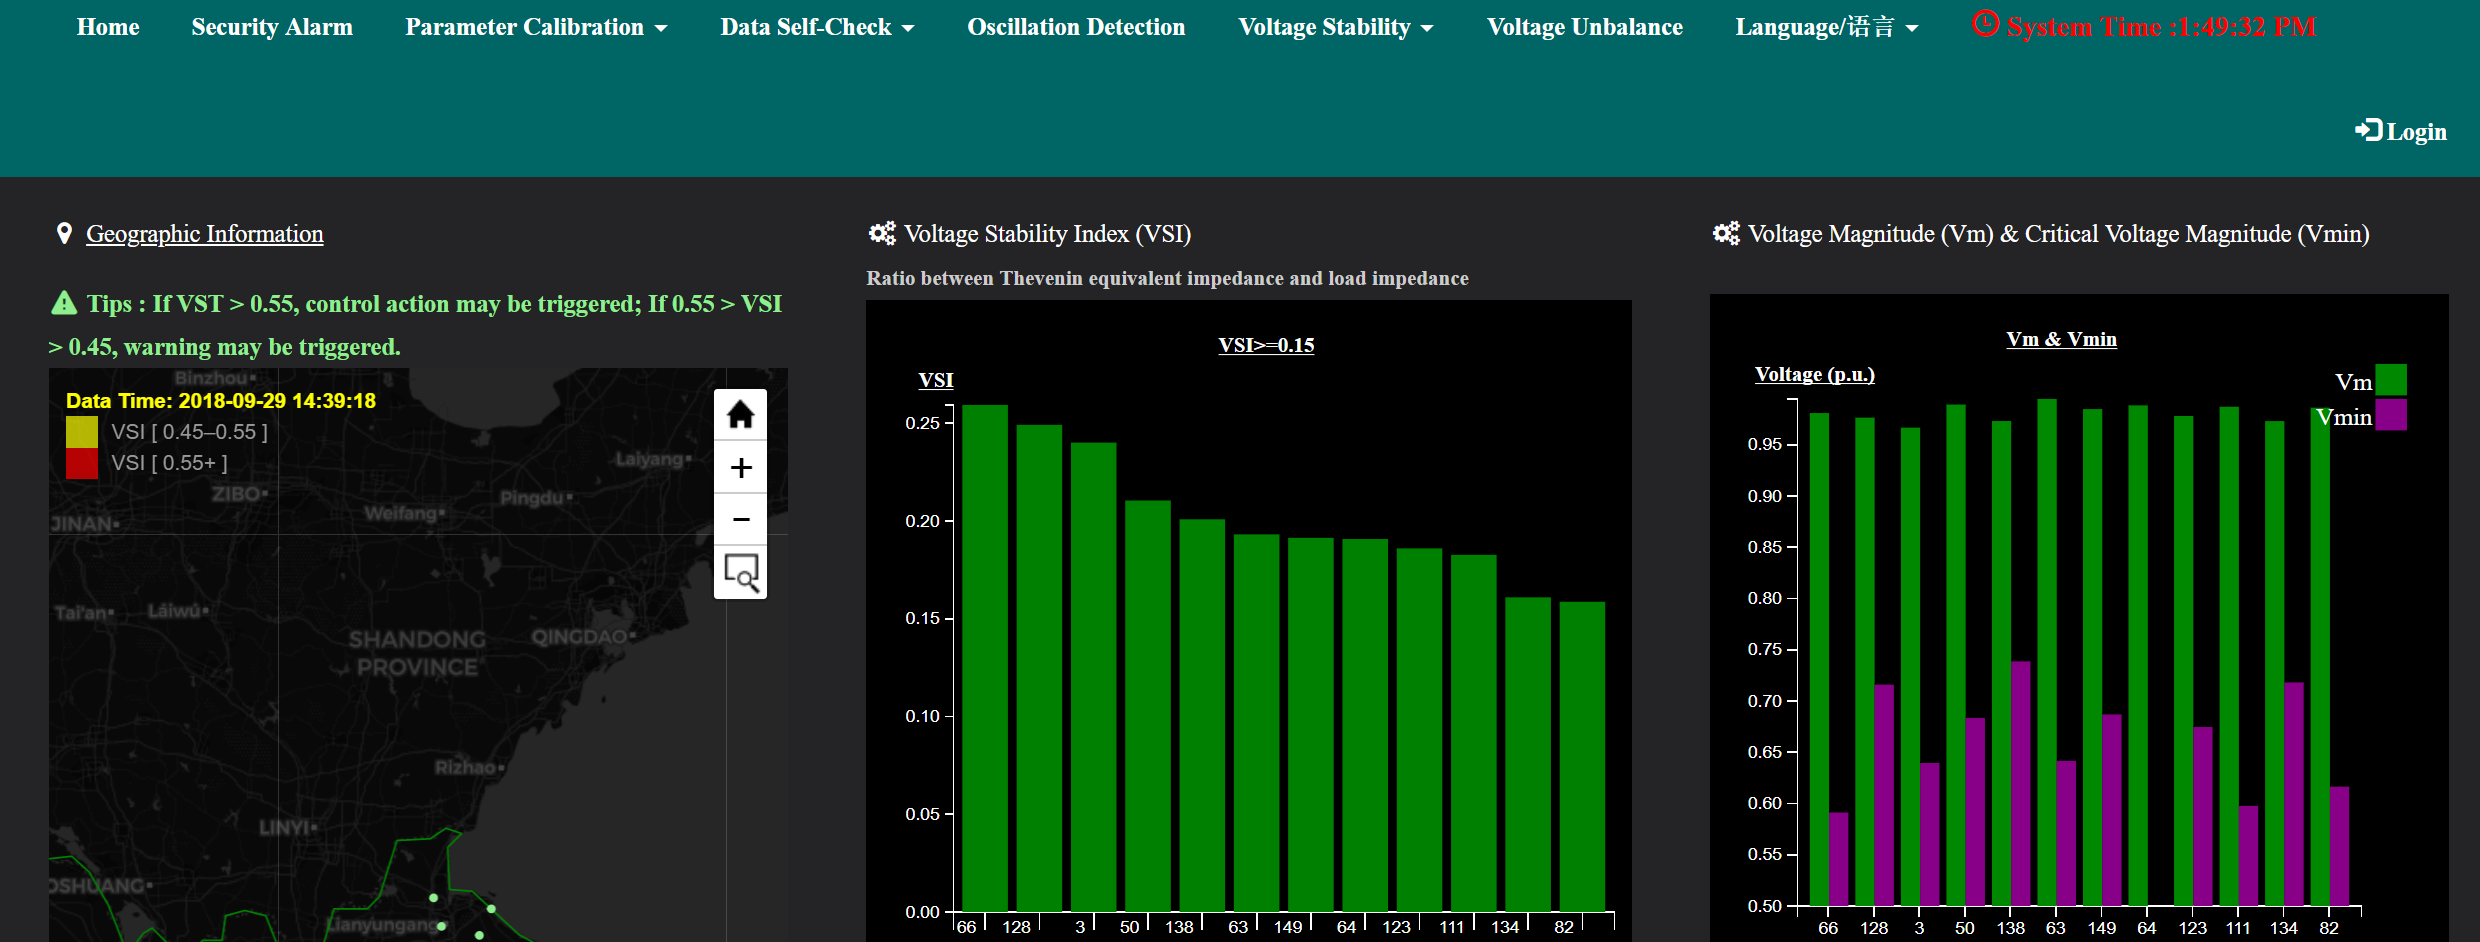 Home Security Alarm Parameter Calibration Data Self-Check Oscillation Detection Voltage Stability Voltage Unbalance Language/语言 System Time :1:49:32 PM
Login
Geographic Information
Tips : If VST > 0.55, control action may be triggered; If 0.55 > VSI
> 0.45, warning may be triggered.
Binzhou
Data Time: 2018-09-29 14:39:18
VSI [ 0.45–0.55 ]
VSI [ 0.55+ ]
Laiyang
ZIBO
Pingdu
Weifang
JINAN
Tai'an
Láiwú
SHANDONG
PROVINCE
QINGDAO
Rizhao
LINYI
OSHUANG
Lianyungang
Voltage Stability Index (VSI)
Ratio between Thevenin equivalent impedance and load impedance
VSI>=0.15
VSI
0.25
0.20
0.15
0.10
0.05
0.00
66 128 3 50 138 63 149 64 123 111 134 82
Voltage Magnitude (Vm) & Critical Voltage Magnitude (Vmin)
Vm & Vmin
Voltage (p.u.)
Vm
Vmin
0.95
0.90
0.85
0.80
0.75
0.70
0.65
0.60
0.55
0.50
66 128 3 50 138 63 149 64 123 111 134 82